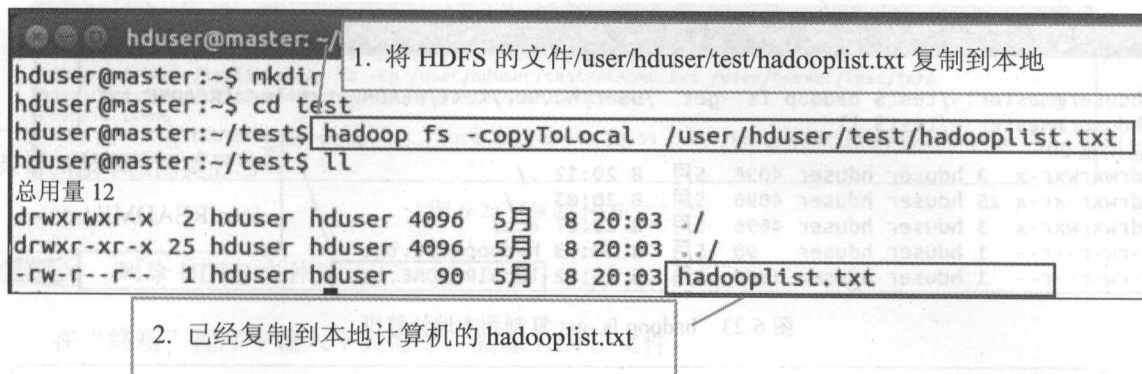 hduser@master: ~/
1. 将 HDFS 的文件/user/hduser/test/hadooplist.txt 复制到本地
hduser@master:~$ mkdir
hduser@master:~$ cd test
hduser@master:~/test$ hadoop fs -copyToLocal /user/hduser/test/hadooplist.txt
hduser@master:~/test$ ll
总用量 12
drwxrwxr-x 2 hduser hduser 4096 5月 8 20:03 ./
drwxr-xr-x 25 hduser hduser 4096 5月 8 20:03 ../
-rw-r--r-- 1 hduser hduser 90 5月 8 20:03 hadooplist.txt
2. 已经复制到本地计算机的 hadooplist.txt